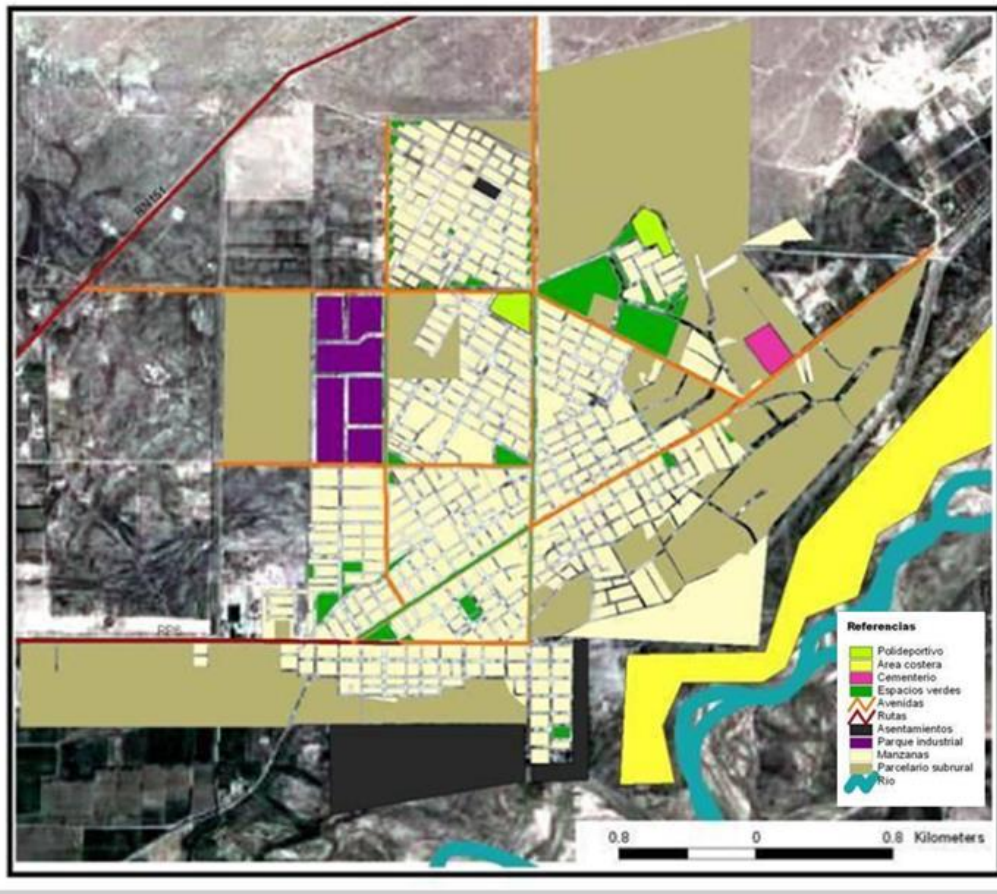 RN151
Referencias
Polideportivo
Area costera
Cementerio
Espacios verdes
Avenidas
Rutas
Asentamientos
Parque industrial
Manzanas
Parcelario subrural
Rio
0.8 0 0.8 Kilometers